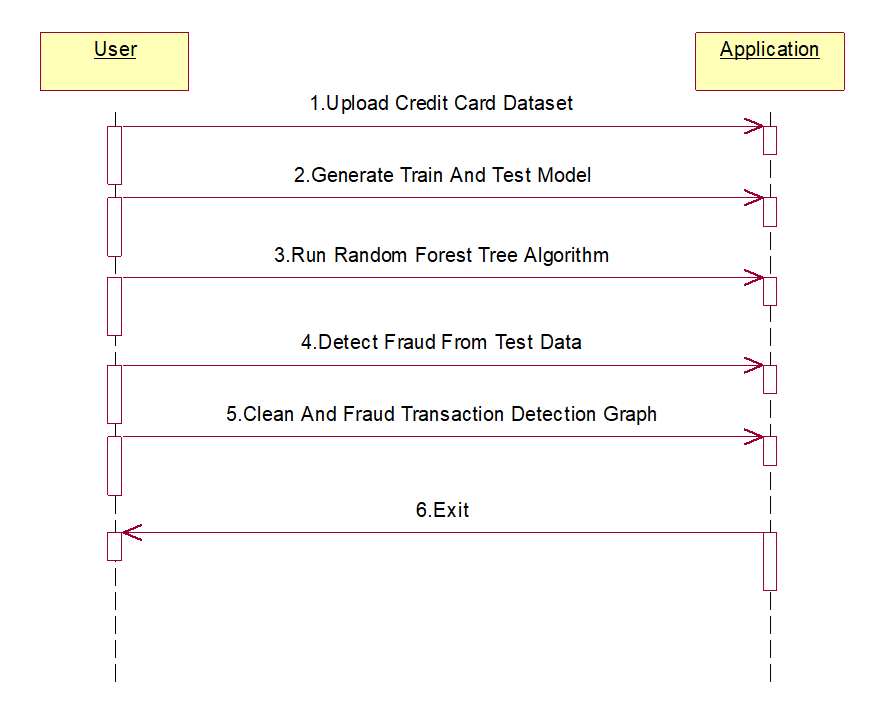 User
Application
1.Upload Credit Card Dataset
2.Generate Train And Test Model
3.Run Random Forest Tree Algorithm
4.Detect Fraud From Test Data
5.Clean And Fraud Transaction Detection Graph
6.Exit